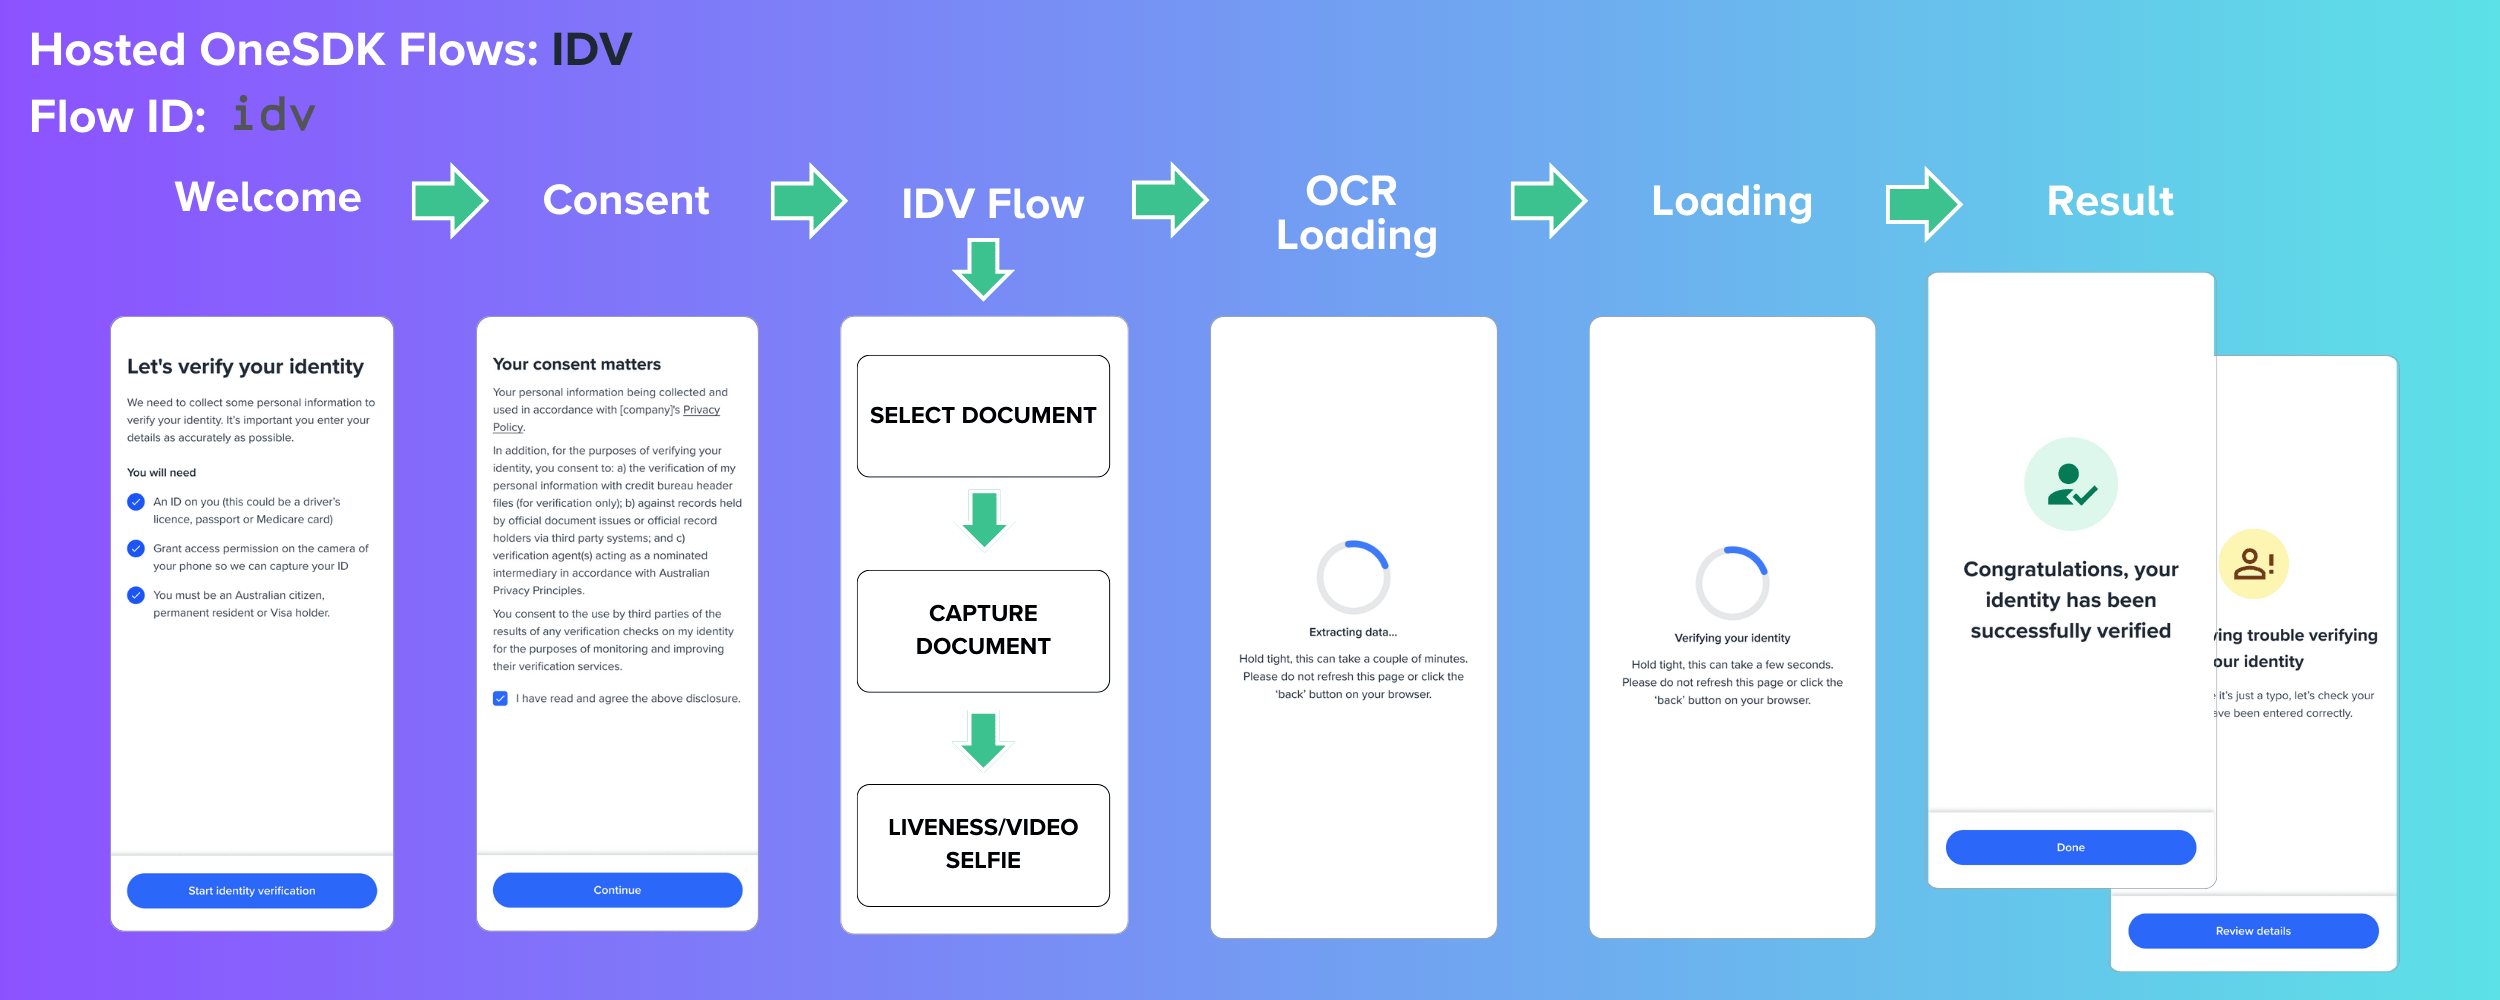 Hosted OneSDK Flows: IDV
Flow ID: idv
Welcome
Consent
IDV Flow
OCR
Loading
Loading
Result
Let's verify your identity
We need to collect some personal information to
verify your identity. It's important you enter your
details as accurately as possible.
You will need
An ID on you (this could be a driver's
licence, passport or Medicare card)
Grant access permission on the camera of
your phone so we can capture your ID
You must be an Australian citizen,
permanent resident or Visa holder.
Start identity verification
Your consent matters
Your personal information being collected and
used in accordance with [company]'s Privacy
Policy.
In addition, for the purposes of verifying your
identity, you consent to: a) the verification of my
personal information with credit bureau header
files (for verification only); b) against records held
by official document issues or official record
holders via third party systems; and c)
verification agent(s) acting as a nominated
intermediary in accordance with Australian
Privacy Principles.
You consent to the use by third parties of the
results of any verification checks on my identity
for the purposes of monitoring and improving
their verification services.
I have read and agree the above disclosure.
Continue
SELECT DOCUMENT
CAPTURE
DOCUMENT
LIVENESS/VIDEO
SELFIE
Extracting data...
Hold tight, this can take a couple of minutes.
Please do not refresh this page or click the
‘back’ button on your browser.
Verifying your identity
Hold tight, this can take a few seconds.
Please do not refresh this page or click the
‘back’ button on your browser.
Congratulations, your
identity has been
successfully verified
Done
trouble verifying
identity
it's just a typo, let's check your
been entered correctly.
Review details